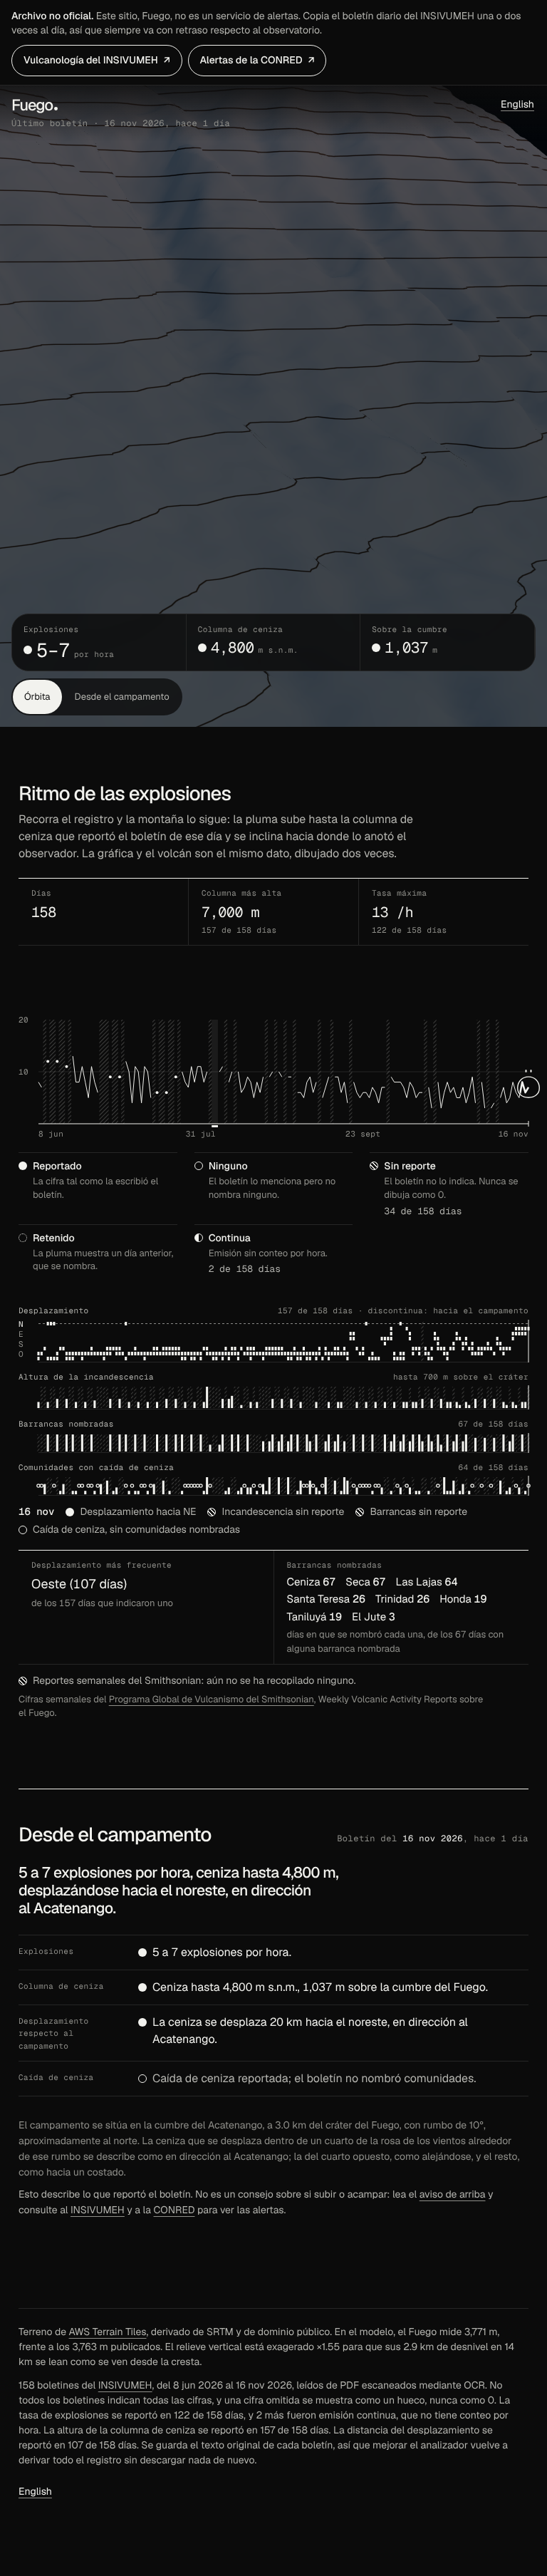 Archivo no oficial. Este sitio, Fuego, no es un servicio de alertas. Copia el boletín diario del INSIVUMEH una o dos
veces al día, así que siempre va con retraso respecto al observatorio.
Vulcanología del INSIVUMEH ↗ Alertas de la CONRED ↗
Fuego. English
Último boletín · 16 nov 2026, hace 1 día
Explosiones Columna de ceniza Sobre la cumbre
5–7 por hora 4,800 m s.n.m. 1,037 m
Órbita Desde el campamento
Ritmo de las explosiones
Recorra el registro y la montaña lo sigue: la pluma sube hasta la columna de
ceniza que reportó el boletín de ese día y se inclina hacia donde lo anotó el
observador. La gráfica y el volcán son el mismo dato, dibujado dos veces.
Días Columna más alta Tasa máxima
158 7,000 m 13 /h
157 de 158 días 122 de 158 días
20
10
8 jun 31 jul 23 sept 16 nov
Reportado Ninguno Sin reporte
La cifra tal como la escribió el El boletín lo menciona pero no El boletín no lo indica. Nunca se
boletín. nombra ninguno. dibuja como 0.
34 de 158 días
Retenido Continua
La pluma muestra un día anterior, Emisión sin conteo por hora.
que se nombra. 2 de 158 días
Desplazamiento 157 de 158 días · discontinua: hacia el campamento
N
E
S
O
Altura de la incandescencia hasta 700 m sobre el cráter
Barrancas nombradas 67 de 158 días
Comunidades con caída de ceniza 64 de 158 días
16 nov Desplazamiento hacia NE Incandescencia sin reporte Barrancas sin reporte
Caída de ceniza, sin comunidades nombradas
Desplazamiento más frecuente Barrancas nombradas
Oeste (107 días) Ceniza 67 Seca 67 Las Lajas 64
de los 157 días que indicaron uno Santa Teresa 26 Trinidad 26 Honda 19
Taniluyá 19 El Jute 3
días en que se nombró cada una, de los 67 días con
alguna barranca nombrada
Reportes semanales del Smithsonian: aún no se ha recopilado ninguno.
Cifras semanales del Programa Global de Vulcanismo del Smithsonian, Weekly Volcanic Activity Reports sobre
el Fuego.
Desde el campamento Boletín del 16 nov 2026, hace 1 día
5 a 7 explosiones por hora, ceniza hasta 4,800 m,
desplazándose hacia el noreste, en dirección
al Acatenango.
Explosiones 5 a 7 explosiones por hora.
Columna de ceniza Ceniza hasta 4,800 m s.n.m., 1,037 m sobre la cumbre del Fuego.
Desplazamiento La ceniza se desplaza 20 km hacia el noreste, en dirección al
respecto al Acatenango.
campamento
Caída de ceniza Caída de ceniza reportada; el boletín no nombró comunidades.
El campamento se sitúa en la cumbre del Acatenango, a 3.0 km del cráter del Fuego, con rumbo de 10°,
aproximadamente al norte. La ceniza que se desplaza dentro de un cuarto de la rosa de los vientos alrededor
de ese rumbo se describe como en dirección al Acatenango; la del cuarto opuesto, como alejándose, y el resto,
como hacia un costado.
Esto describe lo que reportó el boletín. No es un consejo sobre si subir o acampar: lea el aviso de arriba y
consulte al INSIVUMEH y a la CONRED para ver las alertas.
Terreno de AWS Terrain Tiles, derivado de SRTM y de dominio público. En el modelo, el Fuego mide 3,771 m,
frente a los 3,763 m publicados. El relieve vertical está exagerado ×1.55 para que sus 2.9 km de desnivel en 14
km se lean como se ven desde la cresta.
158 boletines del INSIVUMEH, del 8 jun 2026 al 16 nov 2026, leídos de PDF escaneados mediante OCR. No
todos los boletines indican todas las cifras, y una cifra omitida se muestra como un hueco, nunca como 0. La
tasa de explosiones se reportó en 122 de 158 días, y 2 más fueron emisión continua, que no tiene conteo por
hora. La altura de la columna de ceniza se reportó en 157 de 158 días. La distancia del desplazamiento se
reportó en 107 de 158 días. Se guarda el texto original de cada boletín, así que mejorar el analizador vuelve a
derivar todo el registro sin descargar nada de nuevo.
English